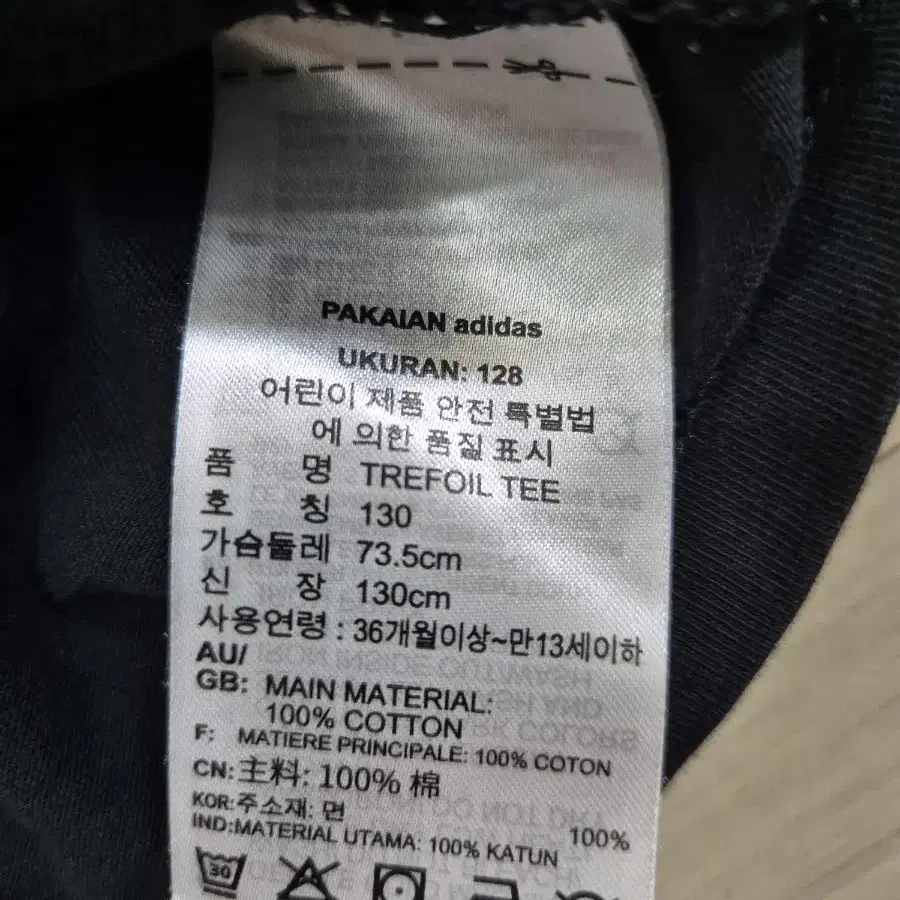 PAKAIAN adidas
UKURAN: 128
어린이 제품 안전 특별법
에 의한 품질 표시
품 명 TREFOIL TEE
호 칭 130
가슴둘레 73.5cm
신 장 130cm
사용연령 : 36개월이상~만13세이하
AU/
GB: MAIN MATERIAL:
100% COTTON
F: MATIERE PRINCIPALE: 100% COTON
CN:主料: 100% 棉
KOR:주소재: 면 100%
IND:MATERIAL UTAMA: 100% KATUN
30